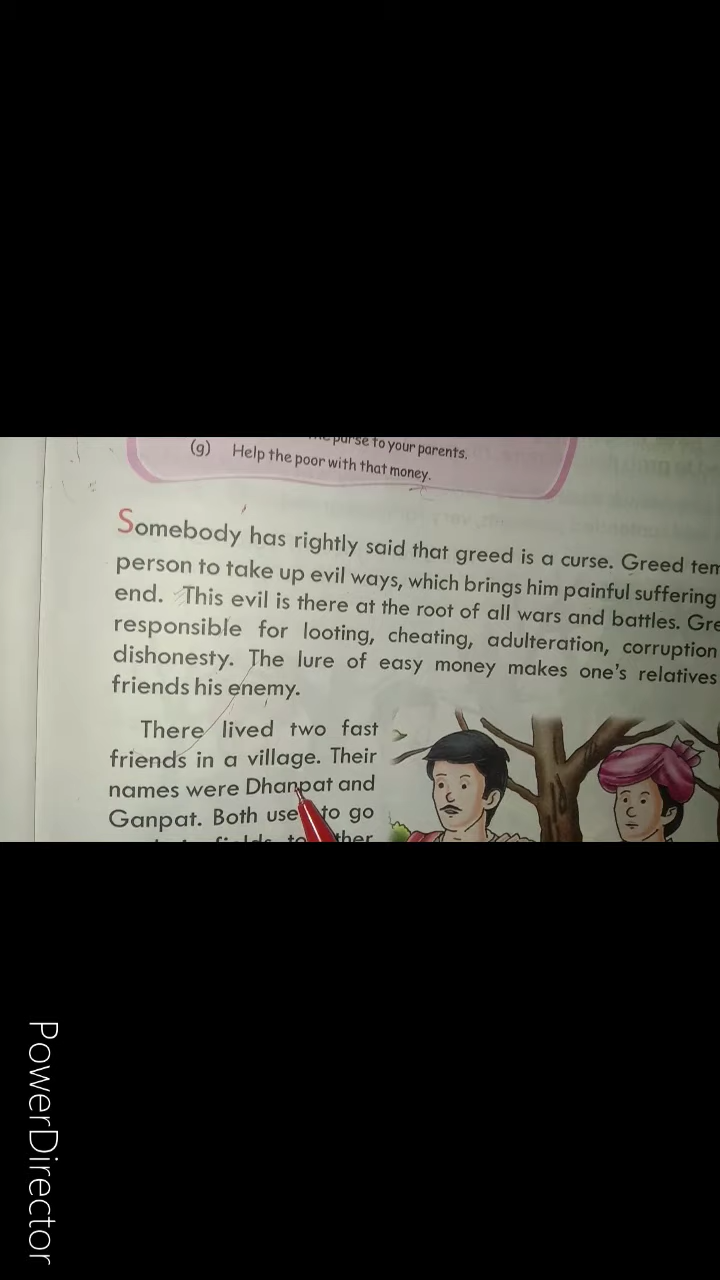 purse to your parents.
(g) Help the poor with that money.
Somebody has rightly said that greed is a curse. Greed tem
person to take up evil ways, which brings him painful suffering
end. This evil is there at the root of all wars and battles. Gre
responsible for looting, cheating, adulteration, corruption
dishonesty. The lure of easy money makes one's relatives
friends his enemy.
There lived two fast
friends in a village. Their
names were Dhanpat and
Ganpat. Both use to go
PowerDirector